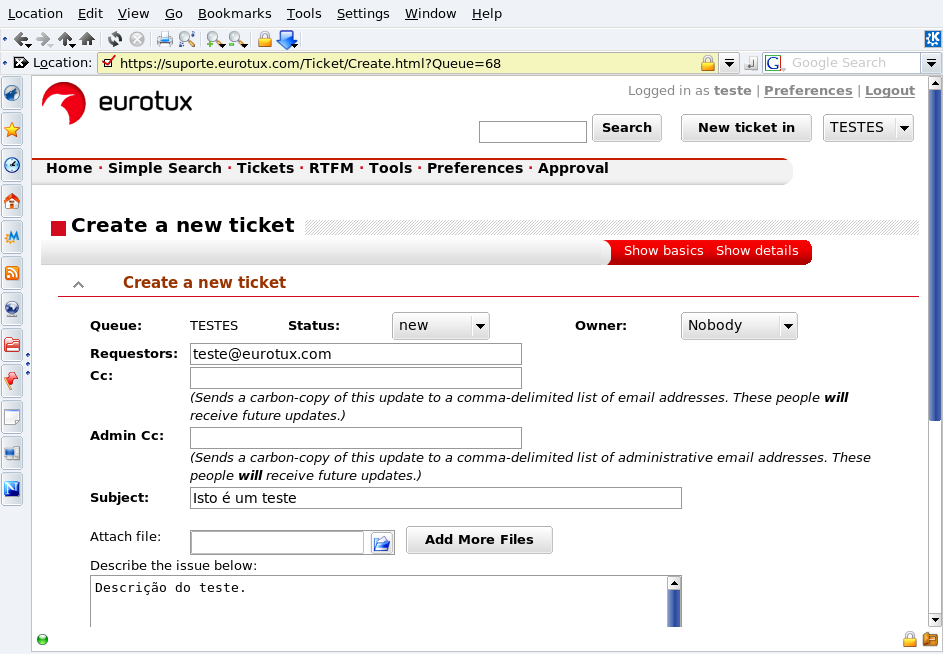 Location Edit View Go Bookmarks Tools Settings Window Help
Location: https://suporte.eurotux.com/Ticket/Create.html?Queue=68 Google Search
eurotux
Logged in as teste | Preferences | Logout
Search New ticket in TESTES
Home · Simple Search · Tickets · RTFM · Tools · Preferences · Approval
Create a new ticket
Show basics Show details
Create a new ticket
Queue: TESTES Status: new Owner: Nobody
Requestors: teste@eurotux.com
Cc:
(Sends a carbon-copy of this update to a comma-delimited list of email addresses. These people will
receive future updates.)
Admin Cc:
(Sends a carbon-copy of this update to a comma-delimited list of administrative email addresses. These
people will receive future updates.)
Subject: Isto é um teste
Attach file: Add More Files
Describe the issue below:
Descrição do teste.